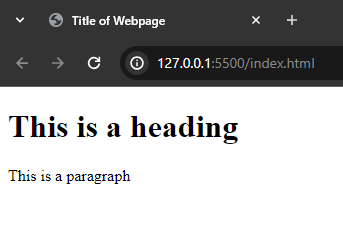 Title of Webpage
127.0.0.1:5500/index.html
This is a heading
This is a paragraph